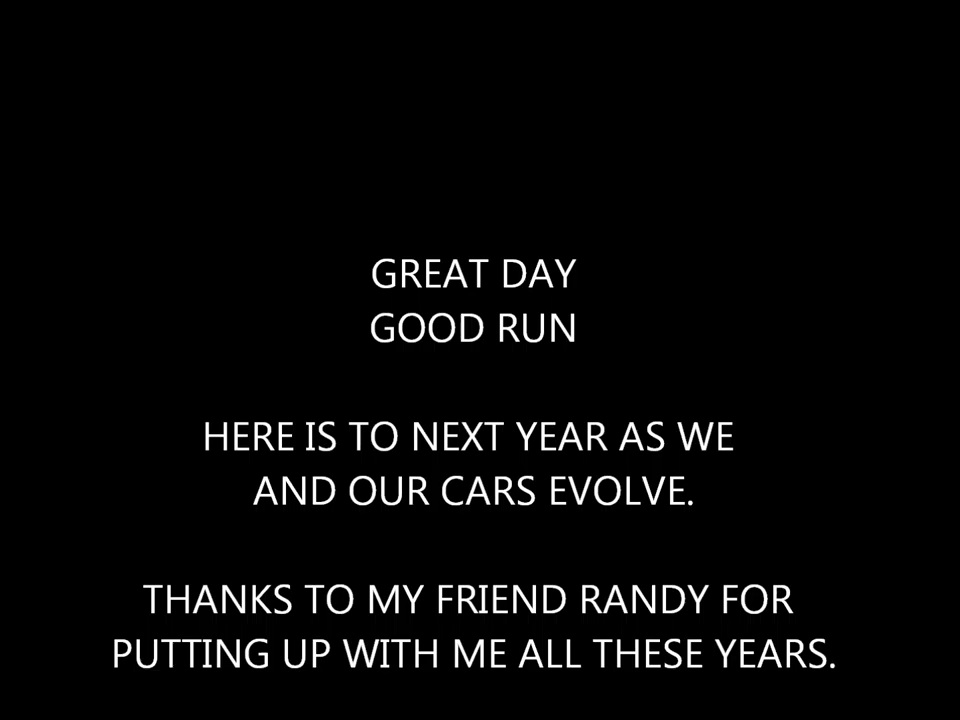 GREAT DAY
GOOD RUN
HERE IS TO NEXT YEAR AS WE
AND OUR CARS EVOLVE.
THANKS TO MY FRIEND RANDY FOR
PUTTING UP WITH ME ALL THESE YEARS.